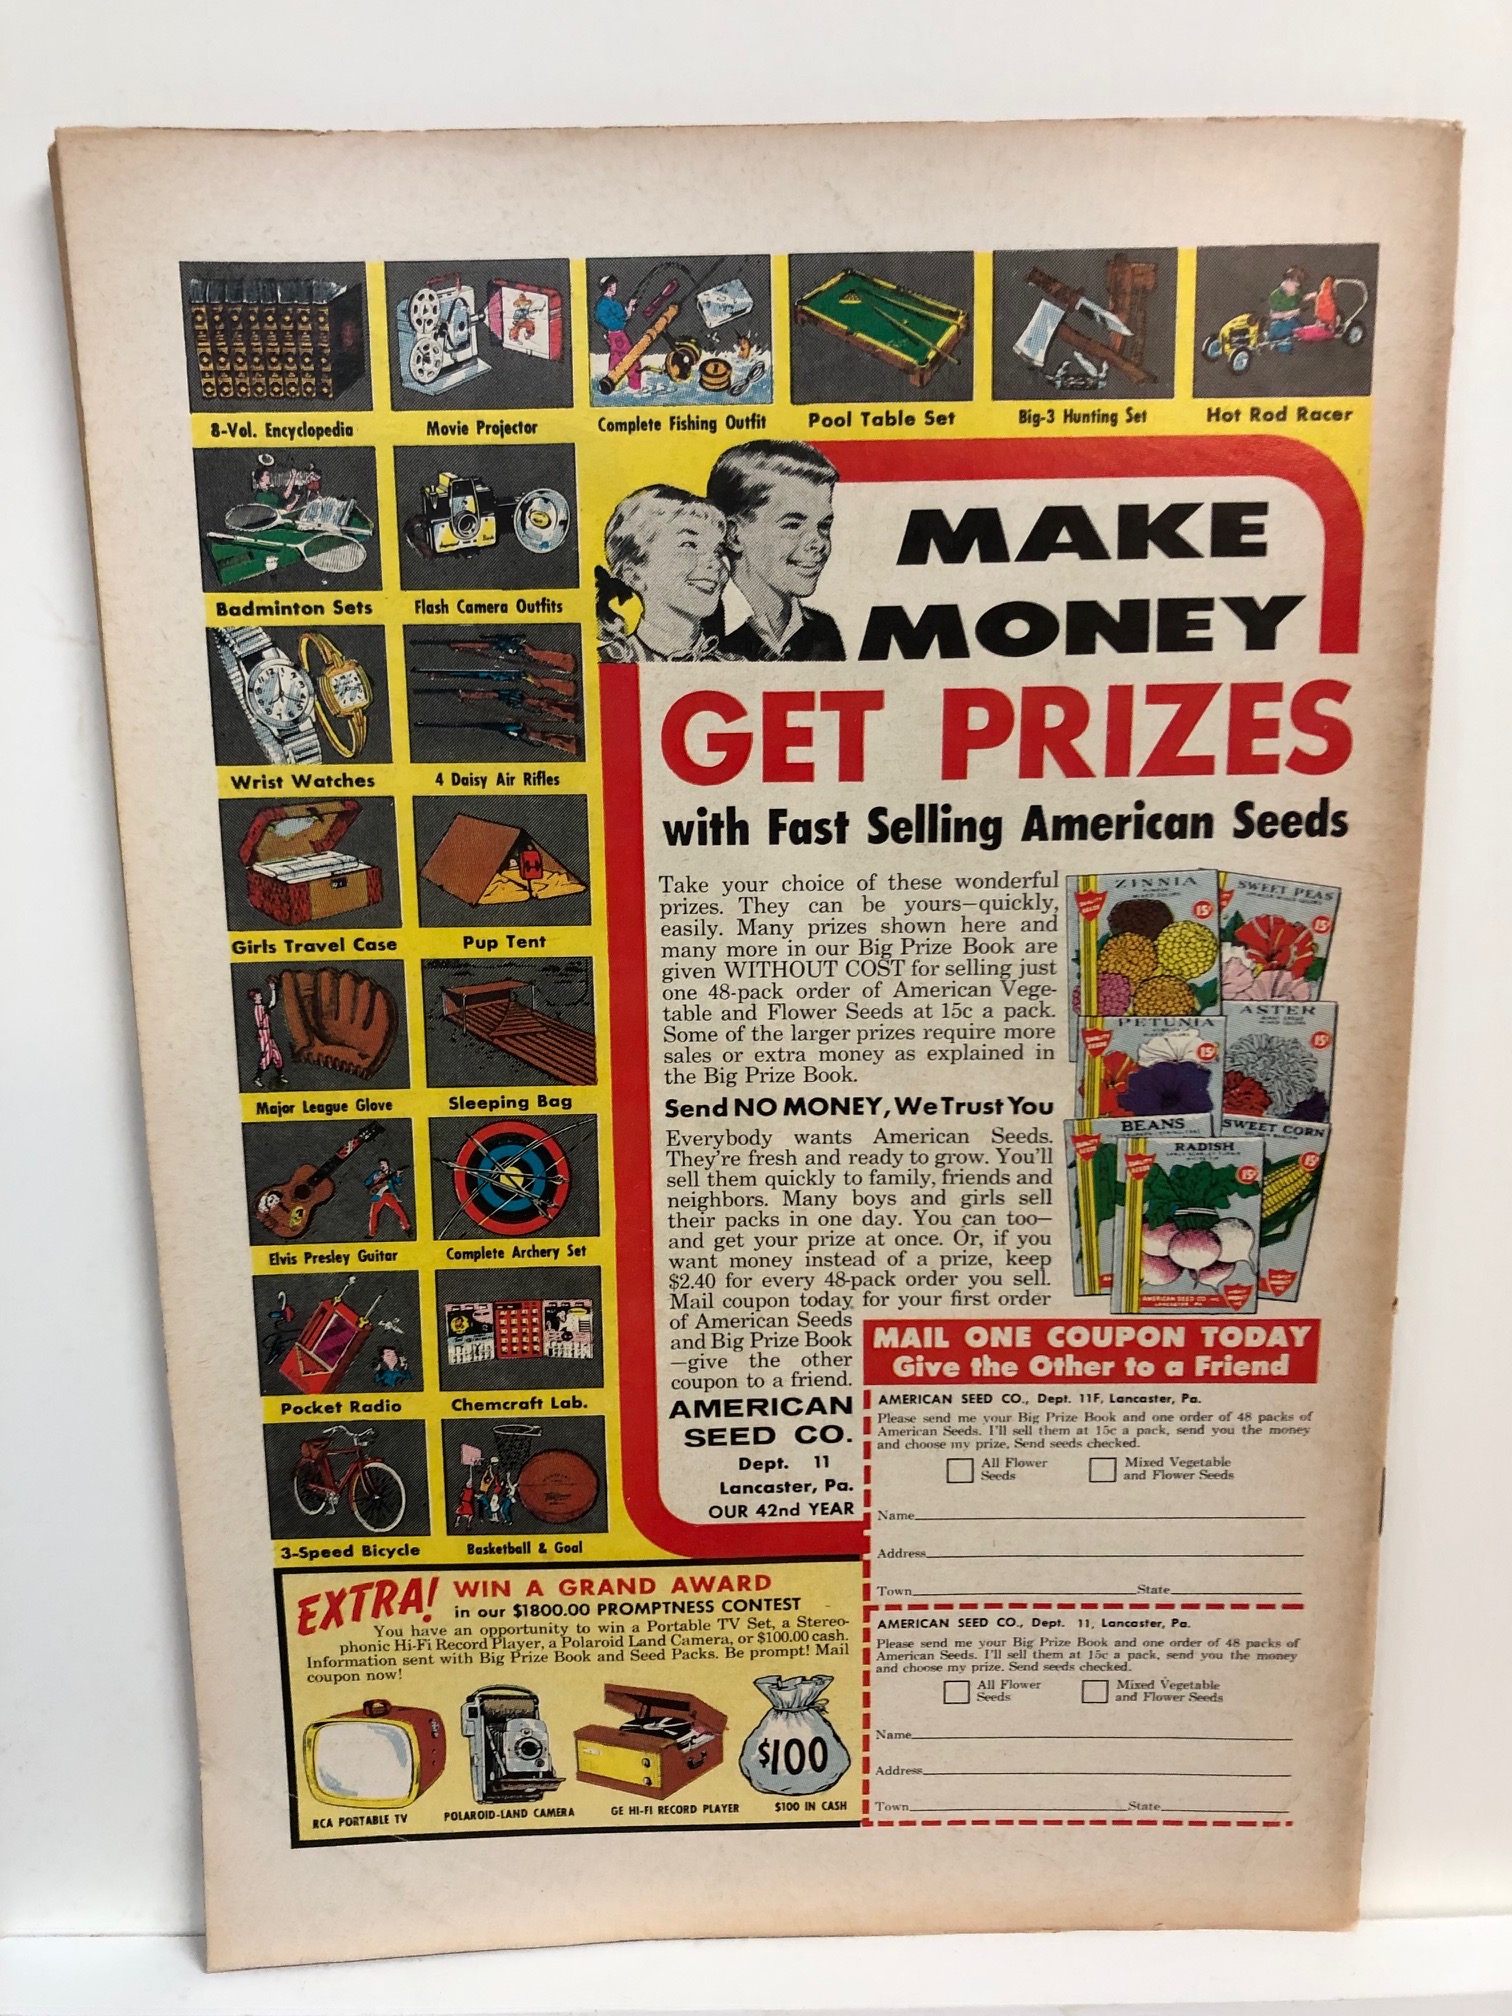 8-Vol. Encyclopedia
Movie Projector
Complete Fishing Outfit
Pool Table Set
Big-3 Hunting Set
Hot Rod Racer
Badminton Sets
Flash Camera Outfits
Wrist Watches
4 Daisy Air Rifles
Girls Travel Case
Pup Tent
Major League Glove
Sleeping Bag
Elvis Presley Guitar
Complete Archery Set
Pocket Radio
Chemcraft Lab.
3-Speed Bicycle
Basketball & Goal
MAKE
MONEY
GET PRIZES
with Fast Selling American Seeds
Take your choice of these wonderful
prizes. They can be yours—quickly,
easily. Many prizes shown here and
many more in our Big Prize Book are
given WITHOUT COST for selling just
one 48-pack order of American Vege-
table and Flower Seeds at 15c a pack.
Some of the larger prizes require more
sales or extra money as explained in
the Big Prize Book.
Send NO MONEY, We Trust You
Everybody wants American Seeds.
They're fresh and ready to grow. You'll
sell them quickly to family, friends and
neighbors. Many boys and girls sell
their packs in one day. You can too—
and get your prize at once. Or, if you
want money instead of a prize, keep
$2.40 for every 48-pack order you sell.
Mail coupon today for your first order
of American Seeds
and Big Prize Book
—give the other
coupon to a friend.
AMERICAN
SEED CO.
Dept. 11
Lancaster, Pa.
OUR 42nd YEAR
ZINNIA
15¢
SWEET PEAS
15¢
PETUNIA
15¢
ASTER
15¢
BEANS
SWEET CORN
15¢
RADISH
15¢
AMERICAN SEED CO. INC.
LANCASTER, PA.
MAIL ONE COUPON TODAY
Give the Other to a Friend
AMERICAN SEED CO., Dept. 11F, Lancaster, Pa.
Please send me your Big Prize Book and one order of 48 packs of
American Seeds. I'll sell them at 15c a pack, send you the money
and choose my prize. Send seeds checked.
All Flower
Seeds
Mixed Vegetable
and Flower Seeds
Name
Address
Town State
AMERICAN SEED CO., Dept. 11, Lancaster, Pa.
Please send me your Big Prize Book and one order of 48 packs of
American Seeds. I'll sell them at 15c a pack, send you the money
and choose my prize. Send seeds checked.
All Flower
Seeds
Mixed Vegetable
and Flower Seeds
Name
Address
Town State
EXTRA! WIN A GRAND AWARD
in our $1800.00 PROMPTNESS CONTEST
You have an opportunity to win a Portable TV Set, a Stereo-
phonic Hi-Fi Record Player, a Polaroid Land Camera, or $100.00 cash.
Information sent with Big Prize Book and Seed Packs. Be prompt! Mail
coupon now!
$100
RCA PORTABLE TV
POLAROID-LAND CAMERA
GE HI-FI RECORD PLAYER
$100 IN CASH